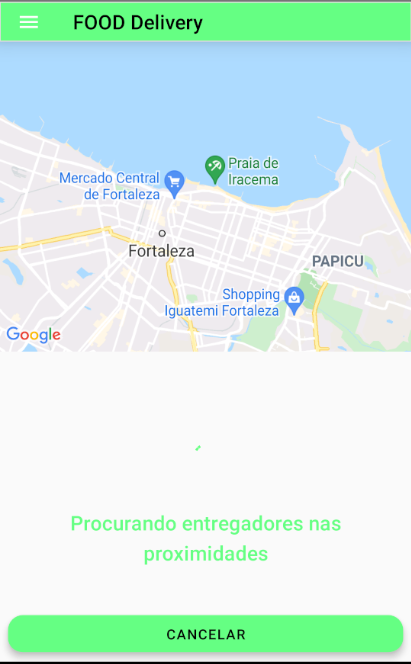 FOOD Delivery
Praia de
Iracema
Mercado Central
de Fortaleza
Fortaleza
PAPICU
Shopping
Iguatemi Fortaleza
Google
Procurando entregadores nas
proximidades
CANCELAR